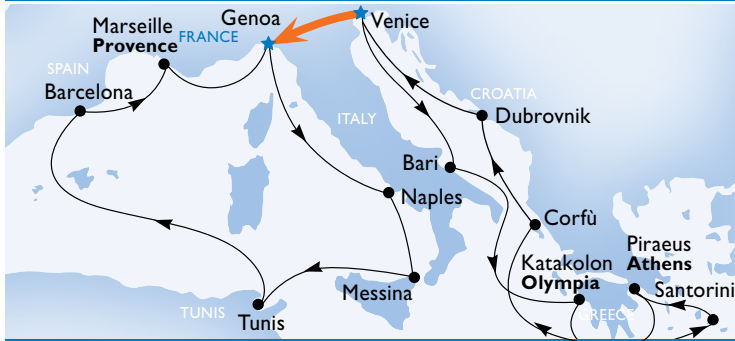 Genoa
Venice
Marseille
Provence
FRANCE
SPAIN
Barcelona
CROATIA
Dubrovnik
ITALY
Bari
Naples
Corfù
Piraeus
Athens
Katakolon
Olympia
Santorini
Messina
GREECE
TUNIS
Tunis